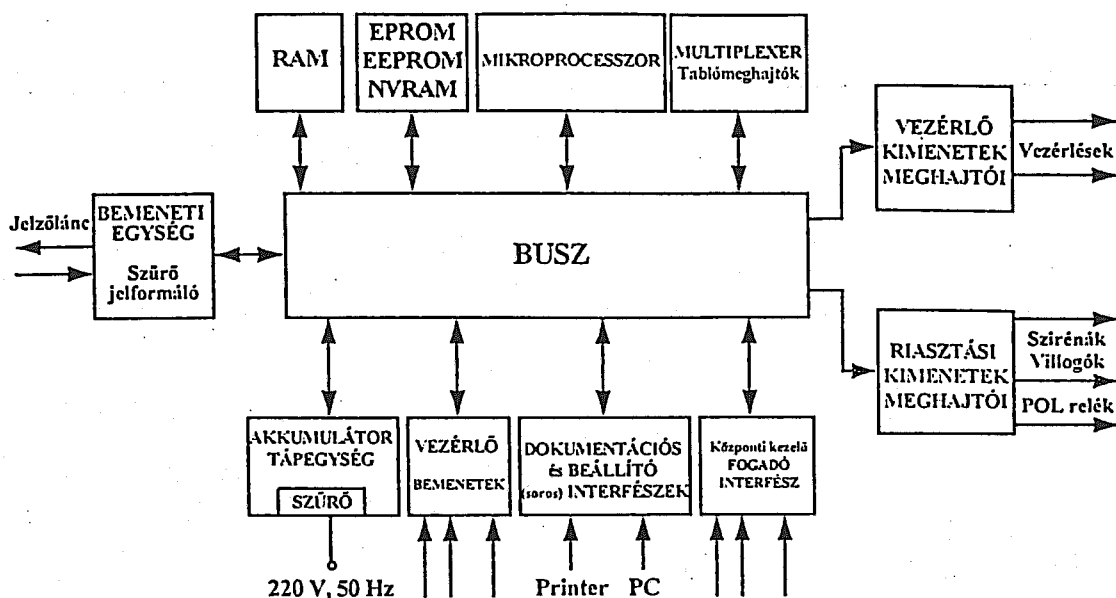 RAM
EPROM
EEPROM
NVRAM
MIKROPROCESSZOR
MULTIPLEXER
Tablómeghajtók
VEZÉRLŐ
KIMENETEK
MEGHAJTÓI
Vezérlések
Jelzőlánc
BEMENETI
EGYSÉG
Szűrő
jelformáló
BUSZ
RIASZTÁSI
KIMENETEK
MEGHAJTÓI
Szirénák
Villogók
POL relék
AKKUMULÁTOR
TÁPEGYSÉG
SZŰRŐ
VEZÉRLŐ
BEMENETEK
DOKUMENTÁCIÓS
és BEÁLLÍTÓ
(soros) INTERFÉSZEK
Központi kezelő
FOGADÓ
INTERFÉSZ
220 V, 50 Hz
Printer
PC